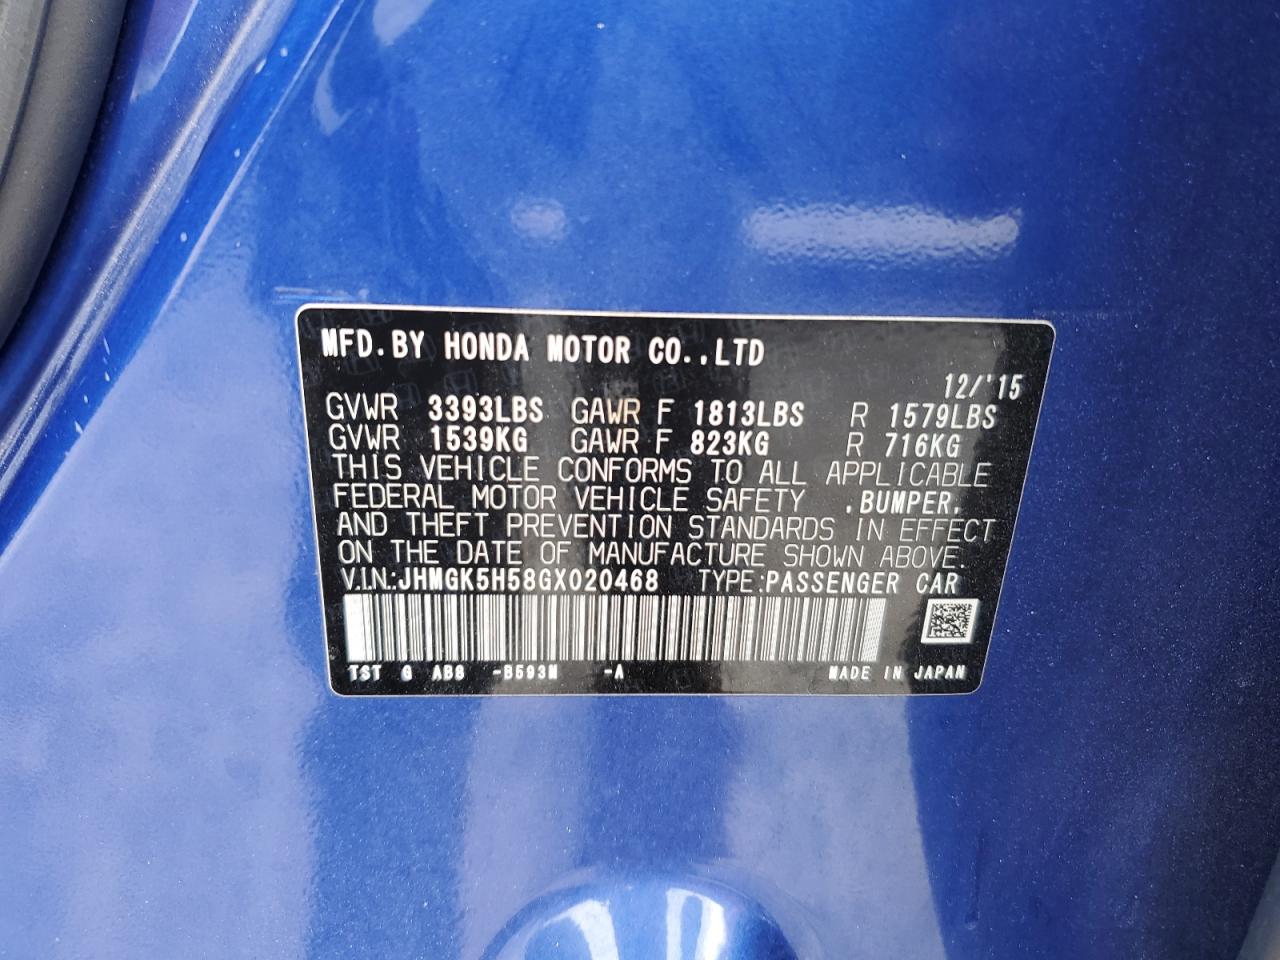 MFD.BY HONDA MOTOR CO.,LTD
12/'15
GVWR 3393LBS GAWR F 1813LBS R 1579LBS
GVWR 1539KG GAWR F 823KG R 716KG
THIS VEHICLE CONFORMS TO ALL APPLICABLE
FEDERAL MOTOR VEHICLE SAFETY ,BUMPER,
AND THEFT PREVENTION STANDARDS IN EFFECT
ON THE DATE OF MANUFACTURE SHOWN ABOVE.
V.I.N.:JHMGK5H58GX020468 TYPE:PASSENGER CAR
TST G AB8 -B593M -A MADE IN JAPAN